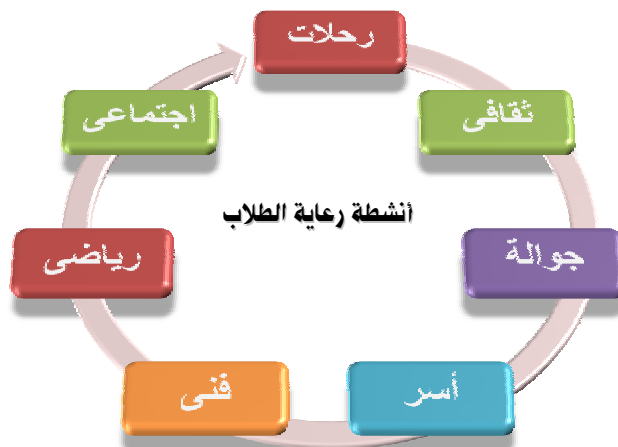 رحلات
ثقافى
جوالة
أسر
فنى
رياضى
اجتماعى
أنشطة رعاية الطلاب